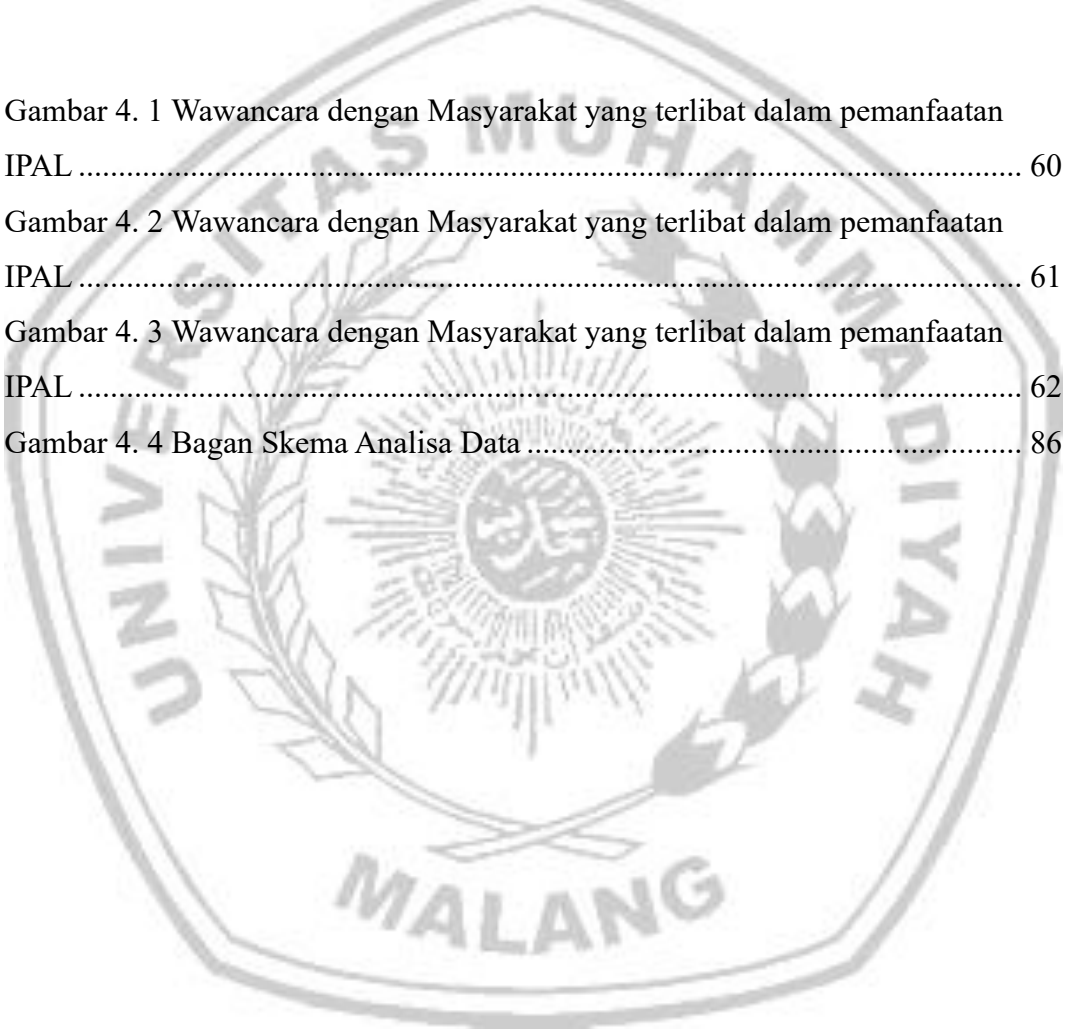 Gambar 4. 1 Wawancara dengan Masyarakat yang terlibat dalam pemanfaatan
IPAL ........................................................................................................ 60
Gambar 4. 2 Wawancara dengan Masyarakat yang terlibat dalam pemanfaatan
IPAL ........................................................................................................ 61
Gambar 4. 3 Wawancara dengan Masyarakat yang terlibat dalam pemanfaatan
IPAL ........................................................................................................ 62
Gambar 4. 4 Bagan Skema Analisa Data ...................................................... 86
UNIVERSITAS MUHAMMADIYAH
MALANG